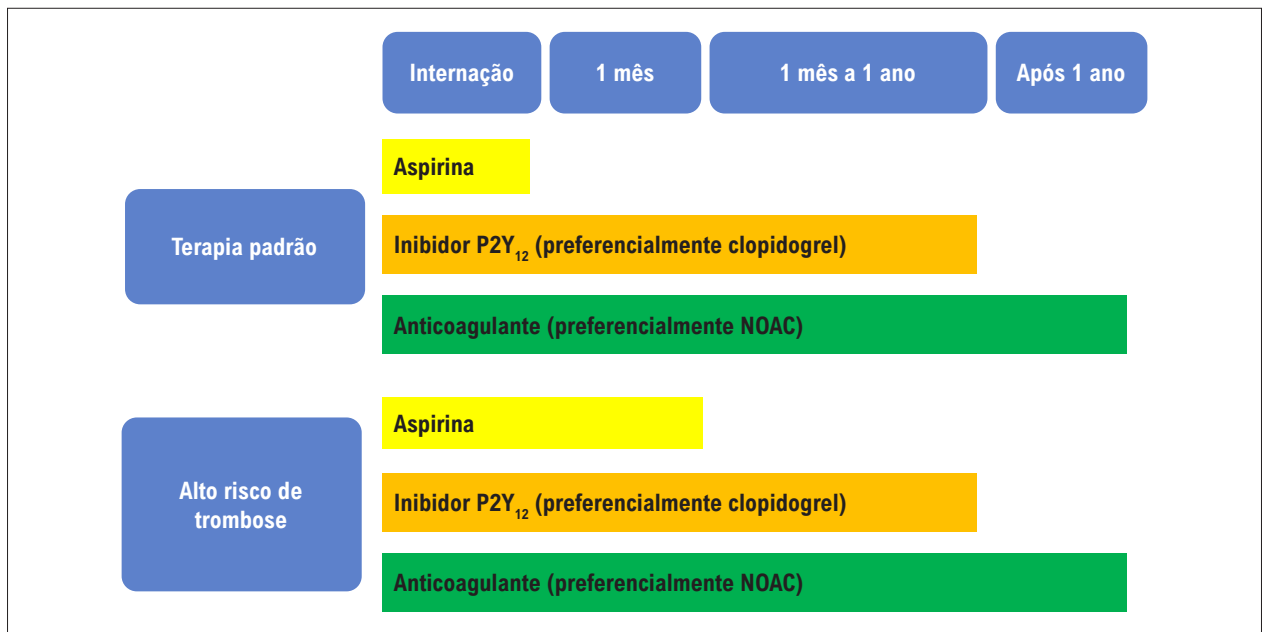 Internação 1 mês 1 mês a 1 ano Após 1 ano
Aspirina
Terapia padrão
Inibidor P2Y12 (preferencialmente clopidogrel)
Anticoagulante (preferencialmente NOAC)
Aspirina
Alto risco de
trombose
Inibidor P2Y12 (preferencialmente clopidogrel)
Anticoagulante (preferencialmente NOAC)